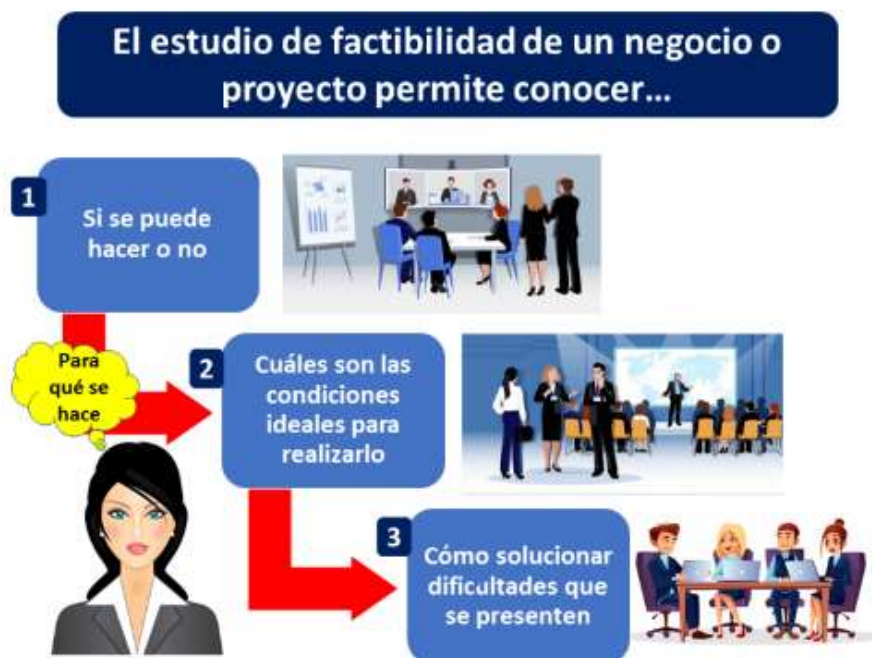 El estudio de factibilidad de un negocio o
proyecto permite conocer...
1
Si se puede
hacer o no
Para
qué se
hace
2
Cuáles son las
condiciones
ideales para
realizarlo
3
Cómo solucionar
dificultades que
se presenten